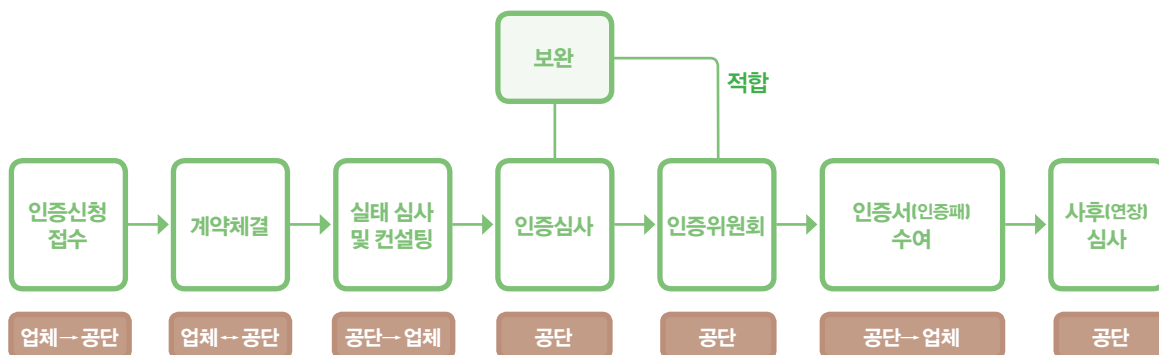 보완
적합
인증신청
접수
계약체결
실태 심사
및 컨설팅
인증심사
인증위원회
인증서(인증패)
수여
사후(연장)
심사
업체→공단
업체↔공단
공단→업체
공단
공단
공단→업체
공단